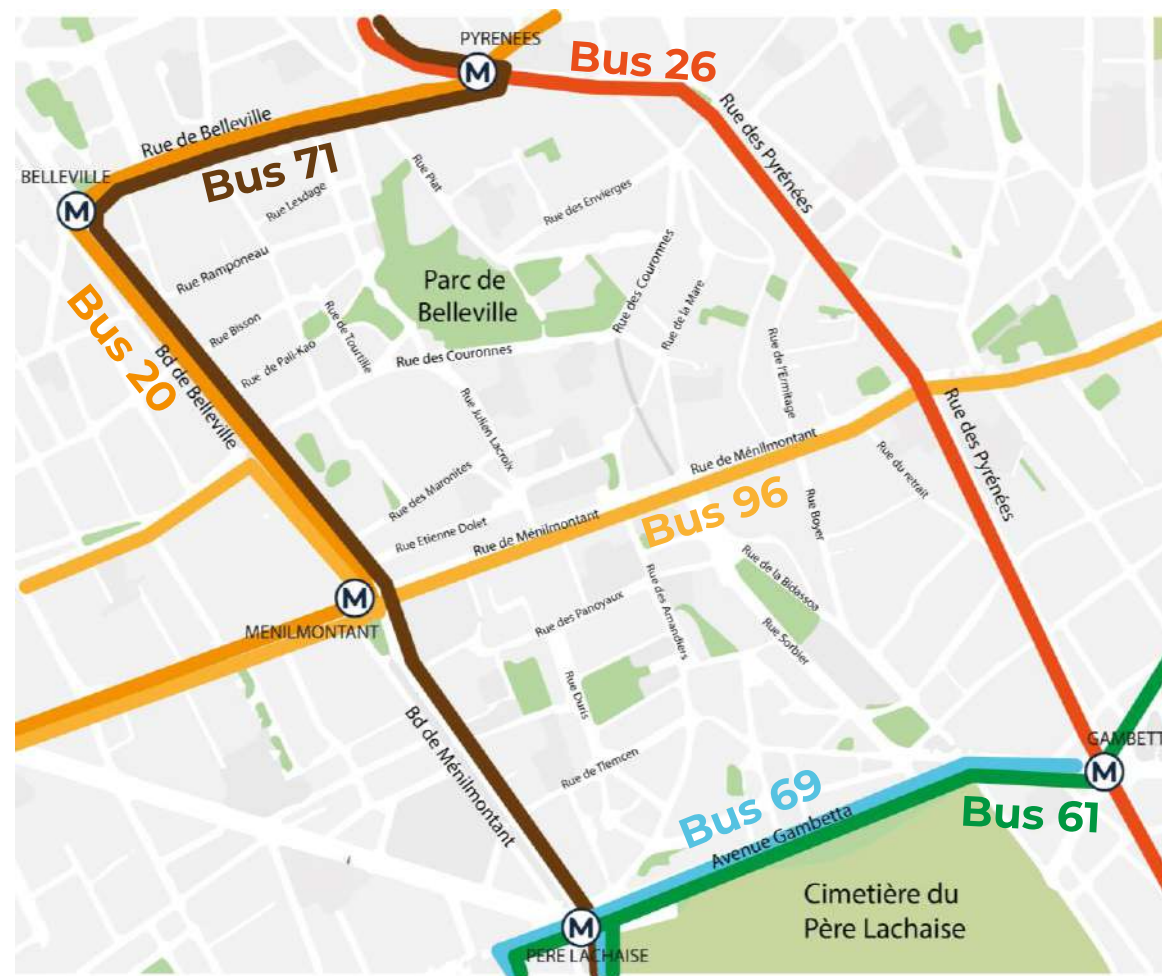 PYRENEES
M
Bus 26
Rue de Belleville
Rue des Pyrénées
Bus 71
BELLEVILLE
M
Rue Lesdage
Rue Piat
Rue des Envierges
Rue Ramponeau
Parc de
Belleville
Rue des Couronnes
Rue de la Mare
Bus 20
Rue Bisson
Rue de Pali-Kao
Rue de Tourtille
Rue des Couronnes
Rue de l'Ermitage
Bd de Belleville
Rue Julien Lacroix
Rue des Pyrénées
Rue des Maronites
Rue de Ménilmontant
Rue du retrait
Rue Etienne Dolet
Rue de Ménilmontant
Bus 96
Rue Boyer
M
MENILMONTANT
Rue des Panoyaux
Rue des Amandiers
Rue de la Bidassoa
Rue Sorbier
Rue Duris
Bd de Ménilmontant
Rue de Tlemcen
GAMBETT
M
Bus 69
Avenue Gambetta
Bus 61
Cimetière du
Père Lachaise
M
PERE LACHAISE